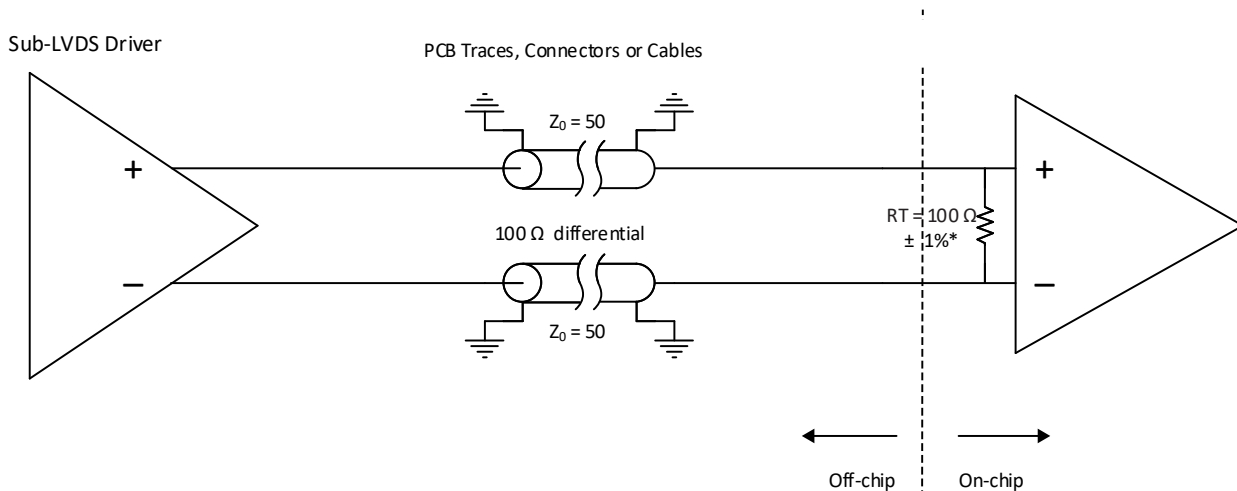 Sub-LVDS Driver
PCB Traces, Connectors or Cables
Z₀ = 50
+
+
RT = 100 Ω
± 1%*
100 Ω differential
−
−
Z₀ = 50
Off-chip
On-chip